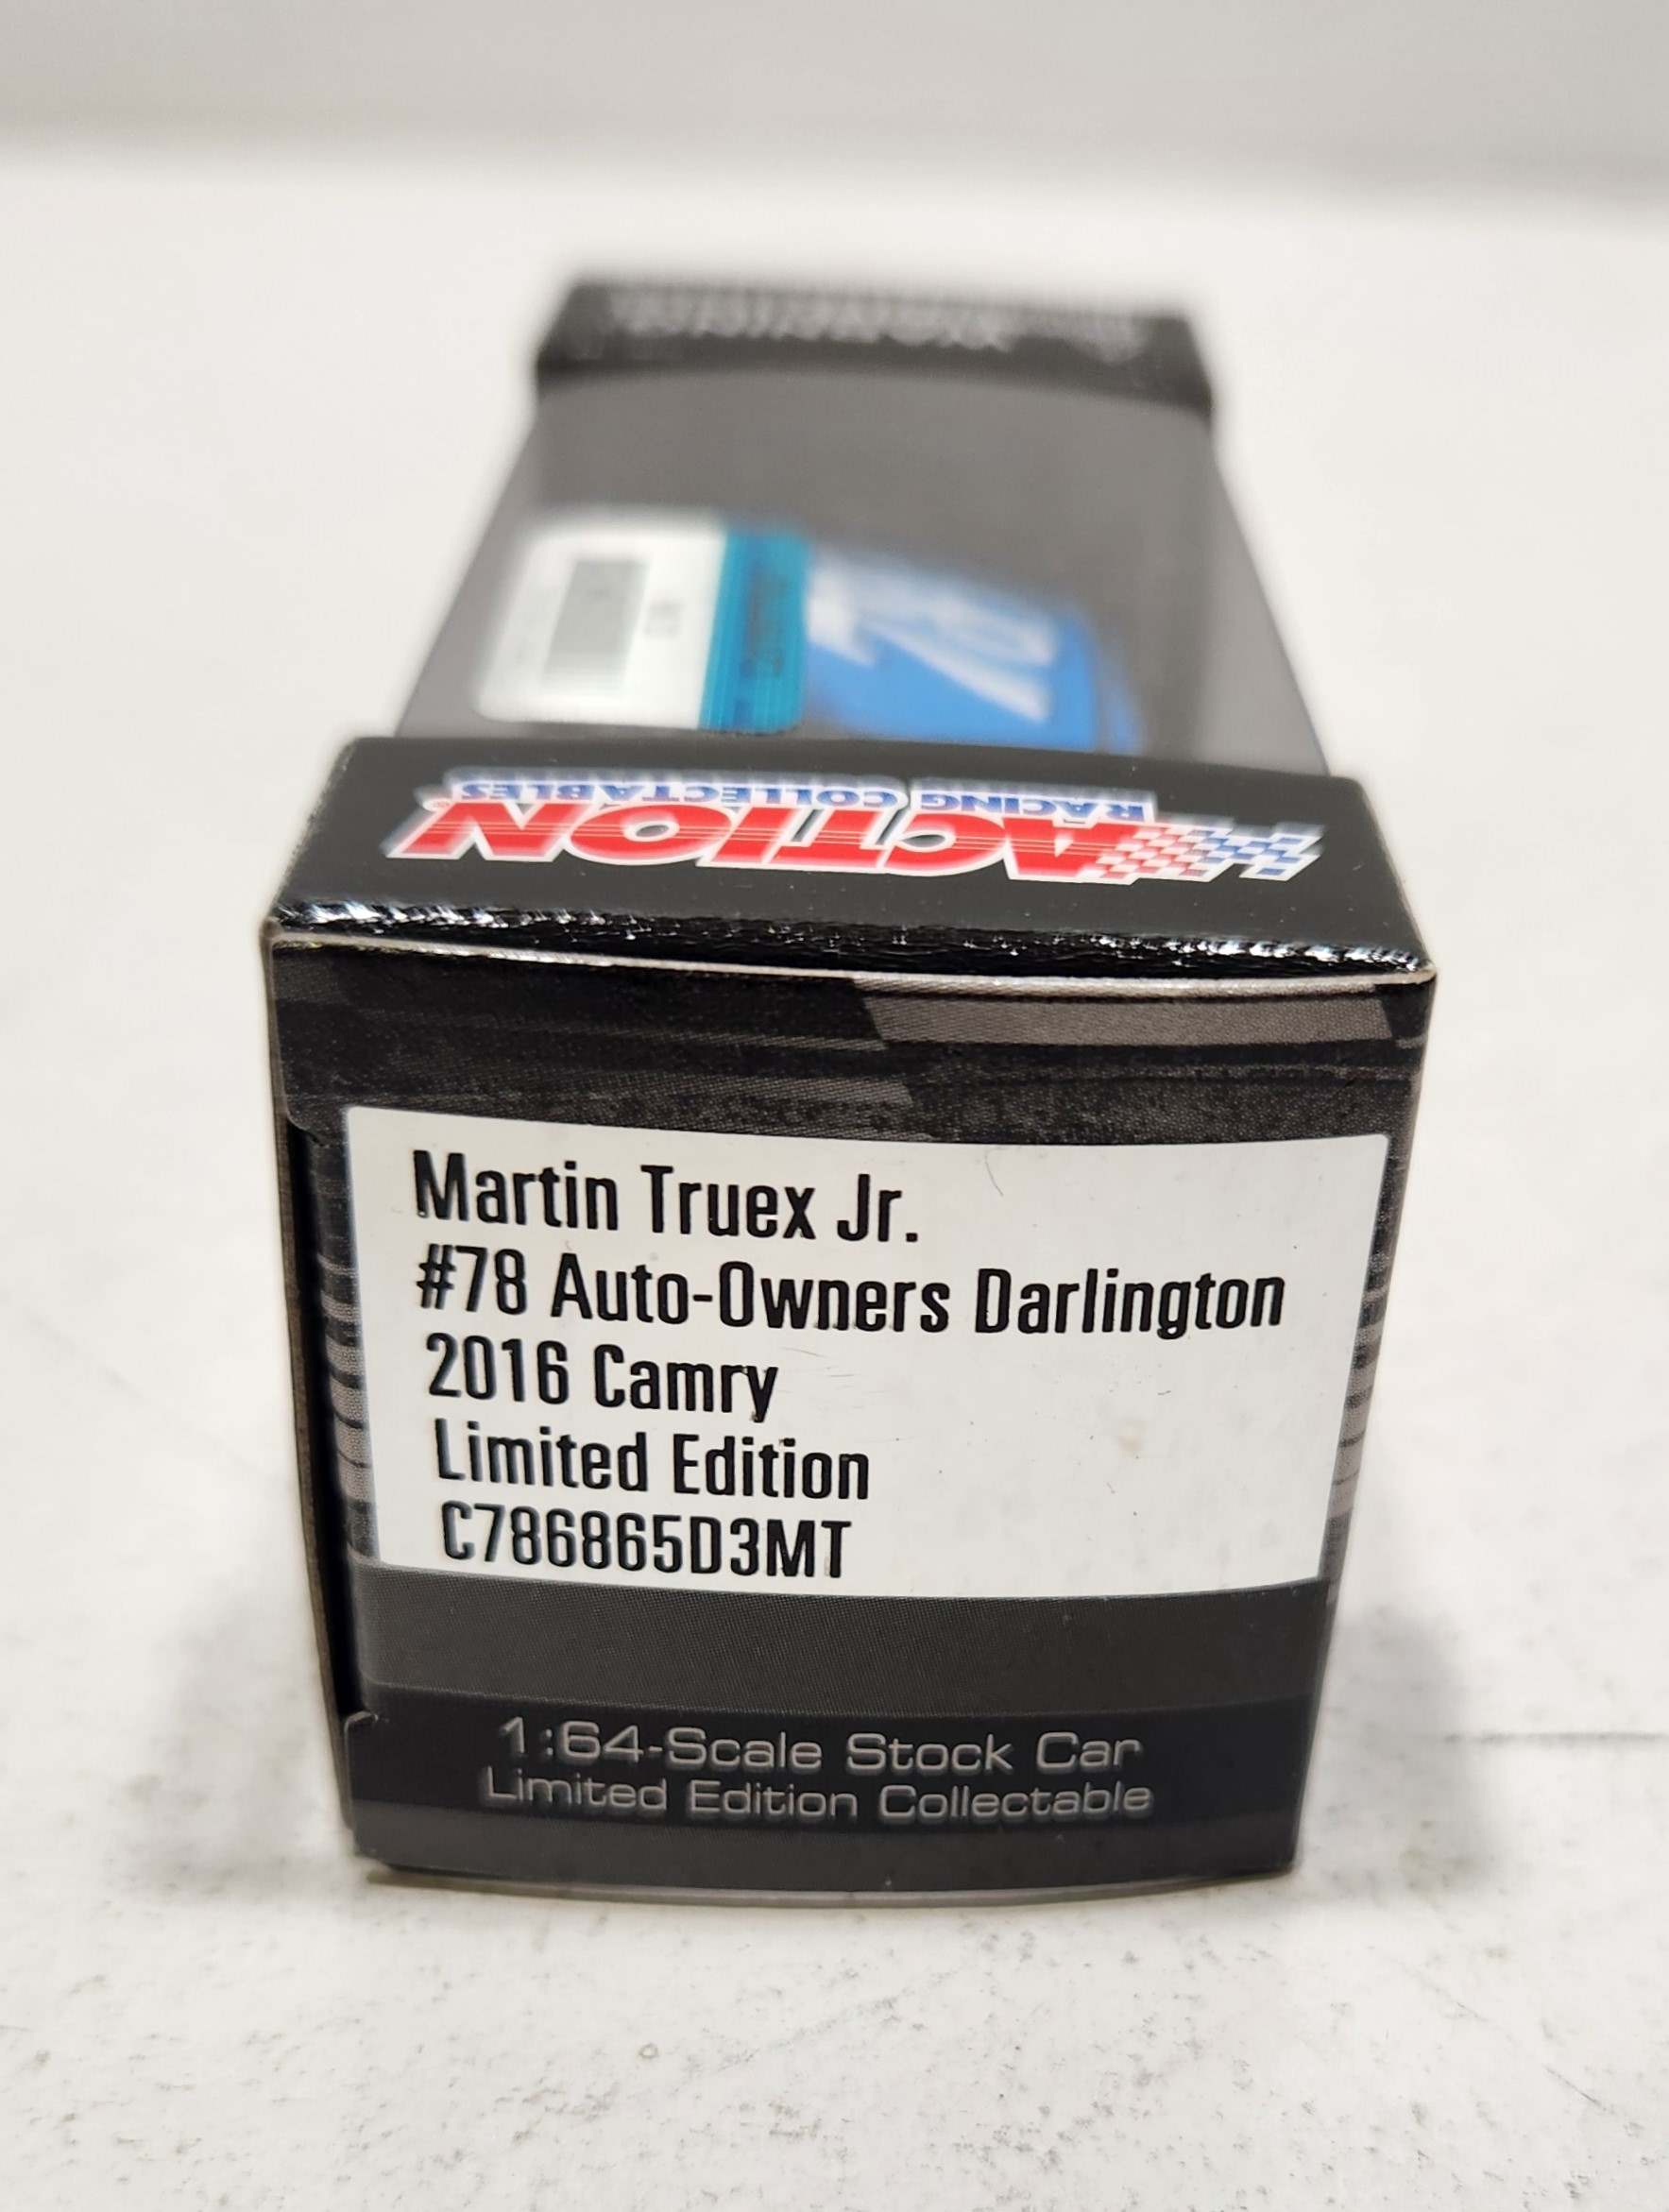 78
ACTION
RACING COLLECTABLES
Martin Truex Jr.
#78 Auto-Owners Darlington
2016 Camry
Limited Edition
C786865D3MT
1:64-Scale Stock Car
Limited Edition Collectable